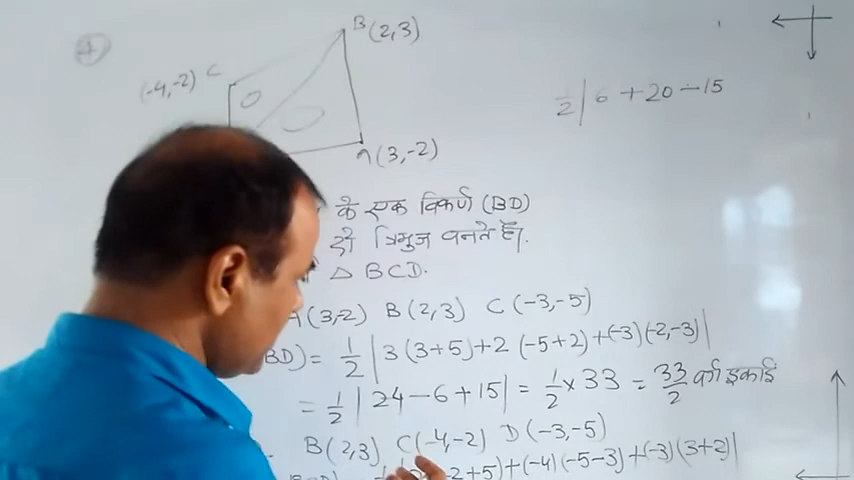 4
B (2,3)
(-4,-2) C
½ | 6 + 20 - 15
A (3,-2)
के एक विकर्ण (BD)
दो त्रिभुज बनते हैं।
△ BCD.
A (3,-2) B (2,3) C (-3,-5)
BD) = ½ | 3 (3+5) + 2 (-5+2) + (-3)(-2,-3) |
= ½ | 24 - 6 + 15 | = ½ × 33 = 33/2 वर्ग इकाई
B (2,3) C (-4,-2) D (-3,-5)
-2+5) + (-4)(-5-3) + (-3)(3+2) |